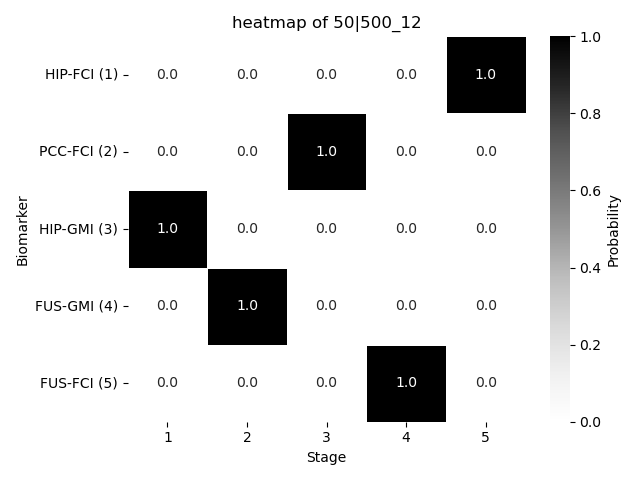 heatmap of 50|500_12
HIP-FCI (1) 0.0 0.0 0.0 0.0 1.0
PCC-FCI (2) 0.0 0.0 1.0 0.0 0.0
HIP-GMI (3) 1.0 0.0 0.0 0.0 0.0
FUS-GMI (4) 0.0 1.0 0.0 0.0 0.0
FUS-FCI (5) 0.0 0.0 0.0 1.0 0.0
1 2 3 4 5
Stage
Biomarker
1.0
0.8
0.6
0.4
0.2
0.0
Probability